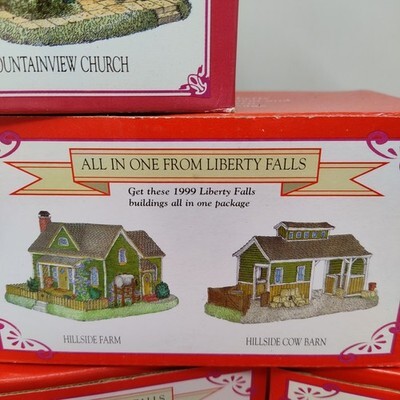 OUNTAINVIEW CHURCH
ALL IN ONE FROM LIBERTY FALLS
Get these 1999 Liberty Falls
buildings all in one package
HILLSIDE FARM
HILLSIDE COW BARN
FALLS